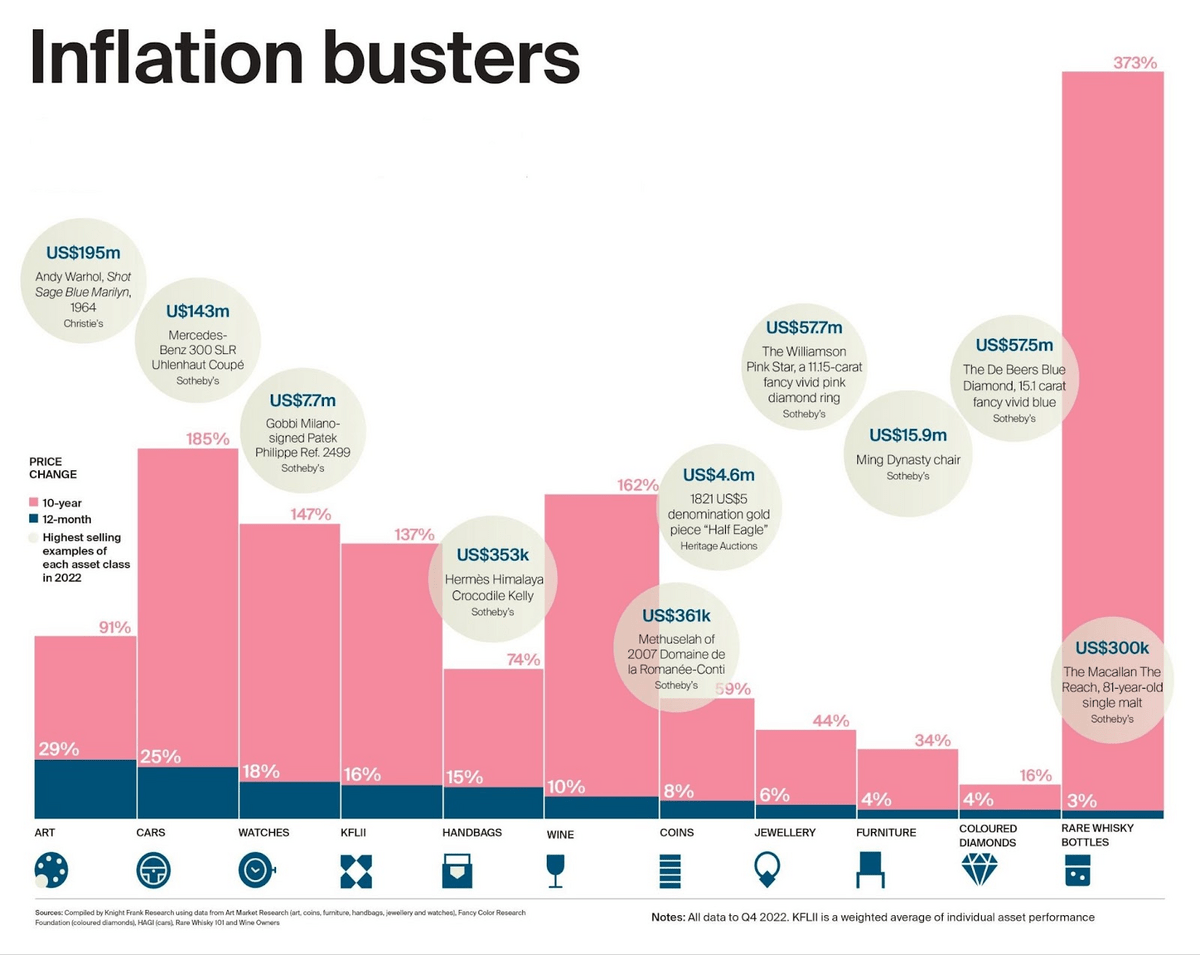 Inflation busters
373%
US$195m
Andy Warhol, Shot
Sage Blue Marilyn,
1964
Christie's
U$143m
Mercedes-
Benz 300 SLR
Uhlenhaut Coupé
Sotheby's
US$7.7m
Gobbi Milano-
signed Patek
Philippe Ref. 2499
Sotheby's
US$57.7m
The Williamson
Pink Star, a 11.15-carat
fancy vivid pink
diamond ring
Sotheby's
US$57.5m
The De Beers Blue
Diamond, 15.1 carat
fancy vivid blue
Sotheby's
US$15.9m
Ming Dynasty chair
Sotheby's
US$4.6m
1821 US$5
denomination gold
piece “Half Eagle”
Heritage Auctions
US$353k
Hermès Himalaya
Crocodile Kelly
Sotheby's
US$361k
Methuselah of
2007 Domaine de
la Romanée-Conti
Sotheby's
US$300k
The Macallan The
Reach, 81-year-old
single malt
Sotheby's
PRICE
CHANGE
10-year
12-month
Highest selling
examples of
each asset class
in 2022
91%
185%
147%
137%
74%
162%
59%
44%
34%
16%
29%
25%
18%
16%
15%
10%
8%
6%
4%
4%
3%
ART
CARS
WATCHES
KFLII
HANDBAGS
WINE
COINS
JEWELLERY
FURNITURE
COLOURED
DIAMONDS
RARE WHISKY
BOTTLES
Sources: Compiled by Knight Frank Research using data from Art Market Research (art, coins, furniture, handbags, jewellery and watches), Fancy Color Research
Foundation (coloured diamonds), HAGI (cars), Rare Whisky 101 and Wine Owners
Notes: All data to Q4 2022. KFLII is a weighted average of individual asset performance